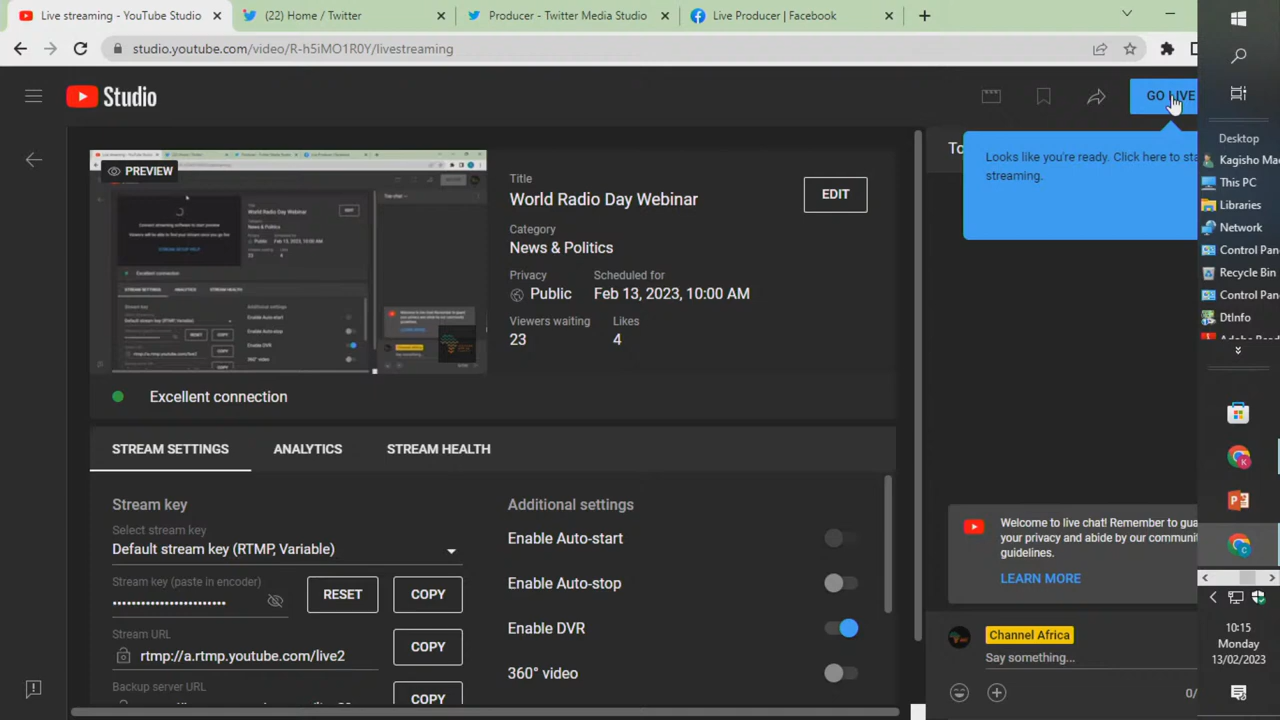 Live streaming - YouTube Studio
(22) Home / Twitter
Producer - Twitter Media Studio
Live Producer | Facebook
studio.youtube.com/video/R-h5iMO1R0Y/livestreaming
Studio
GO LIVE
Looks like you're ready. Click here to
streaming.
PREVIEW
Title
World Radio Day Webinar
EDIT
Category
News & Politics
Privacy
Scheduled for
Public
Feb 13, 2023, 10:00 AM
Viewers waiting
Likes
23
4
Excellent connection
STREAM SETTINGS
ANALYTICS
STREAM HEALTH
Stream key
Select stream key
Default stream key (RTMP, Variable)
Stream key (paste in encoder)
RESET
COPY
Stream URL
rtmp://a.rtmp.youtube.com/live2
COPY
Backup server URL
COPY
Additional settings
Enable Auto-start
Enable Auto-stop
Enable DVR
360° video
Welcome to live chat! Remember to
your privacy and abide by our
guidelines.
LEARN MORE
Channel Africa
Say something...
0/
Desktop
Kagisho
This PC
Libraries
Network
Control
Recycle Bin
Control
DtInfo
10:15
Monday
13/02/2023